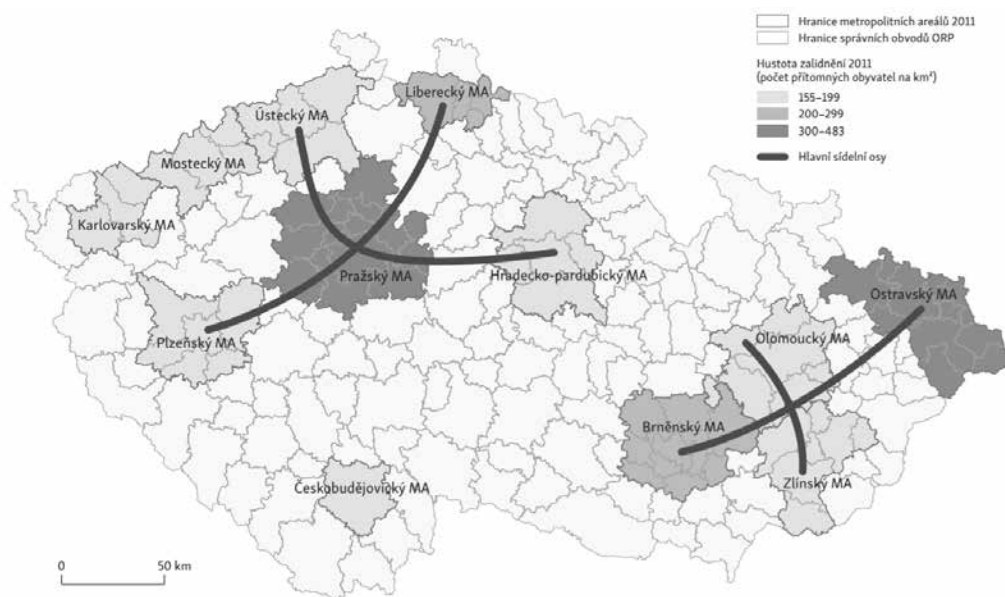 Hranice metropolitních areálů 2011
Hranice správních obvodů ORP
Hustota zalidnění 2011
(počet přítomných obyvatel na km²)
155–199
200–299
300–483
Hlavní sídelní osy
Liberecký MA
Ústecký MA
Mostecký MA
Karlovarský MA
Pražský MA
Hradecko-pardubický MA
Ostravský MA
Plzeňský MA
Olomoucký MA
Brněnský MA
Zlínský MA
Českobudějovický MA
0 50 km